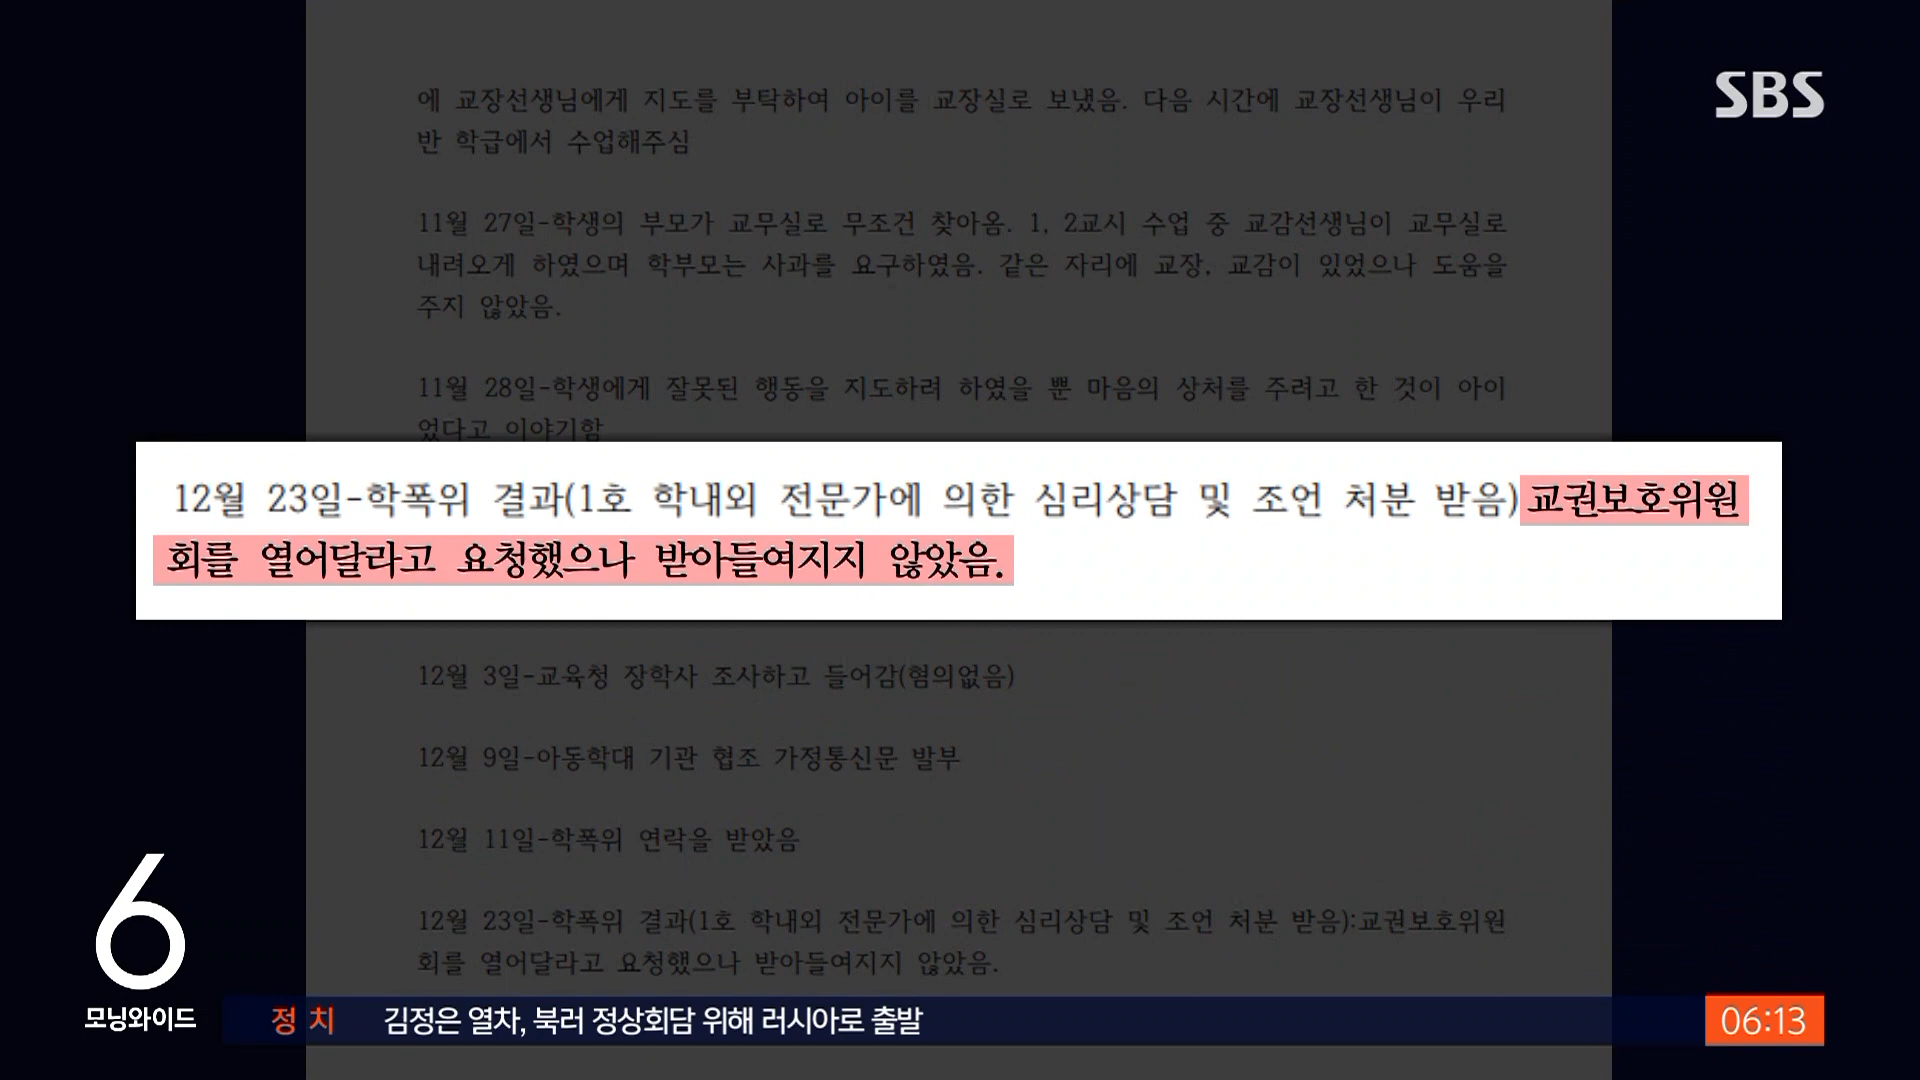 SBS
에 교장선생님에게 지도를 부탁하여 아이를 교장실로 보냈음. 다음 시간에 교장선생님이 우리
반 학급에서 수업해주심
11월 27일-학생의 부모가 교무실로 무조건 찾아옴. 1, 2교시 수업 중 교감선생님이 교무실로
내려오게 하였으며 학부모는 사과를 요구하였음. 같은 자리에 교장, 교감이 있었으나 도움을
주지 않았음.
11월 28일-학생에게 잘못된 행동을 지도하려 하였을 뿐 마음의 상처를 주려고 한 것이 아이
었다고 이야기함
12월 23일-학폭위 결과(1호 학내외 전문가에 의한 심리상담 및 조언 처분 받음) 교권보호위원
회를 열어달라고 요청했으나 받아들여지지 않았음.
12월 3일-교육청 장학사 조사하고 들어감(혐의없음)
12월 9일-아동학대 기관 협조 가정통신문 발부
12월 11일-학폭위 연락을 받았음
12월 23일-학폭위 결과(1호 학내외 전문가에 의한 심리상담 및 조언 처분 받음):교권보호위원
회를 열어달라고 요청했으나 받아들여지지 않았음.
6
모닝와이드
정치 김정은 열차, 북러 정상회담 위해 러시아로 출발 06:13